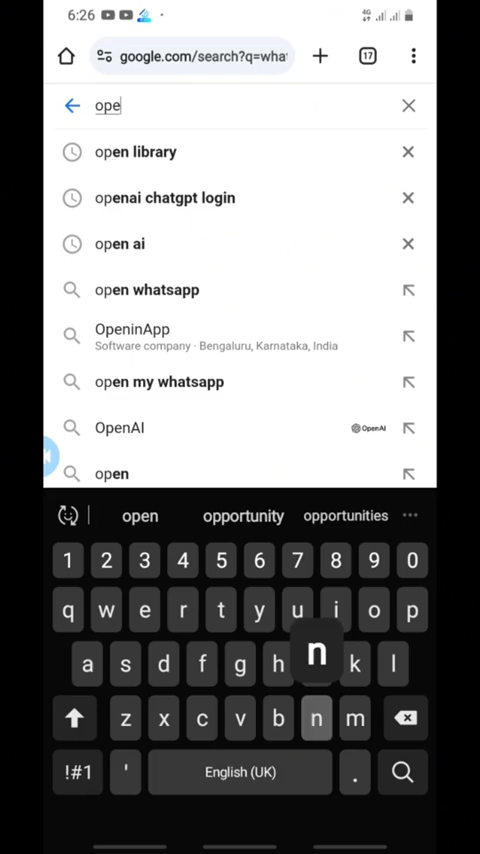 6:26
4G
google.com/search?q=wha
17
ope
open library
openai chatgpt login
open ai
open whatsapp
OpeninApp
Software company · Bengaluru, Karnataka, India
open my whatsapp
OpenAI
OpenAI
open
open opportunity opportunities ...
1 2 3 4 5 6 7 8 9 0
q w e r t y u i o p
n
a s d f g h k l
z x c v b n m
!#1 ' English (UK) .